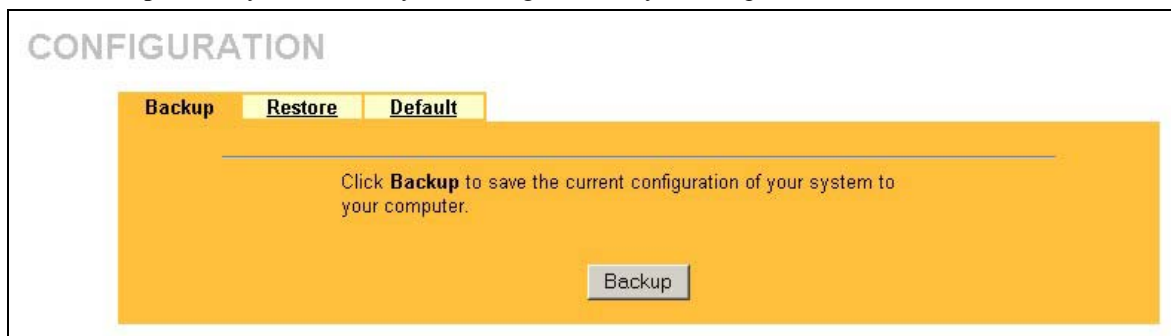 CONFIGURATION
Backup Restore Default
Click Backup to save the current configuration of your system to
your computer.
Backup